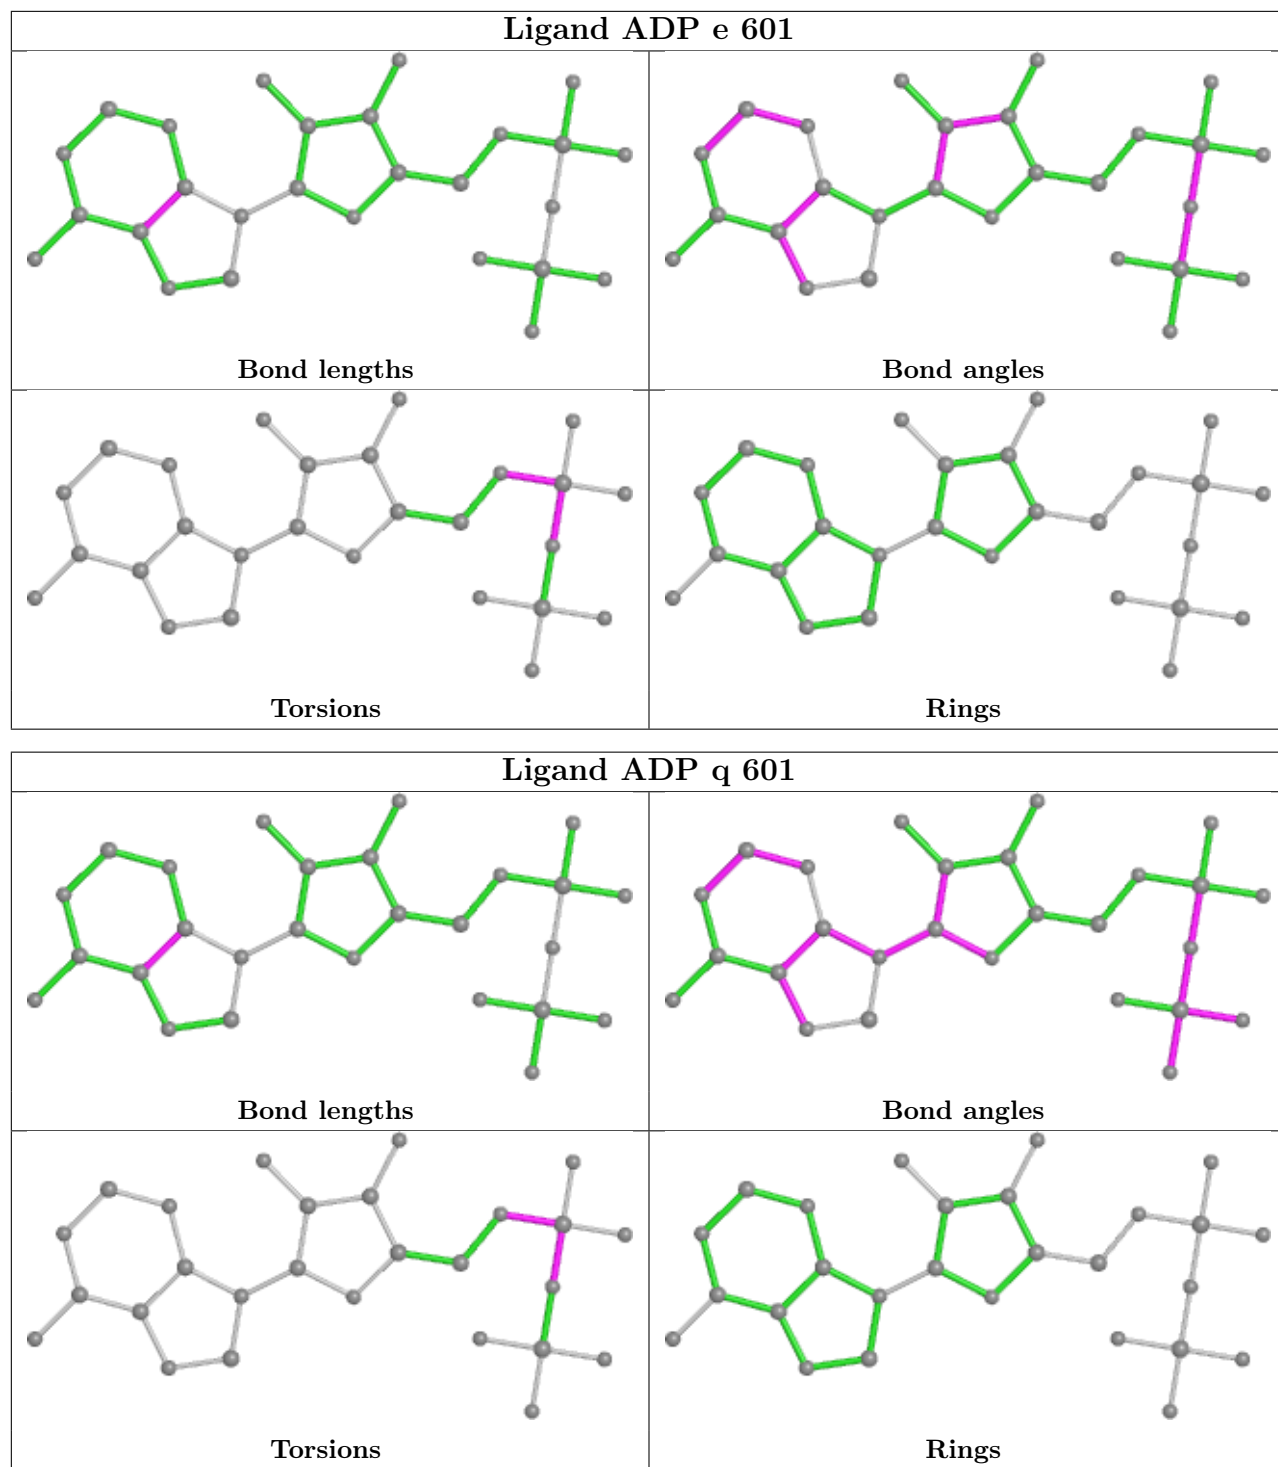 Ligand ADP e 601
Bond lengths
Bond angles
Torsions
Rings
Ligand ADP q 601
Bond lengths
Bond angles
Torsions
Rings